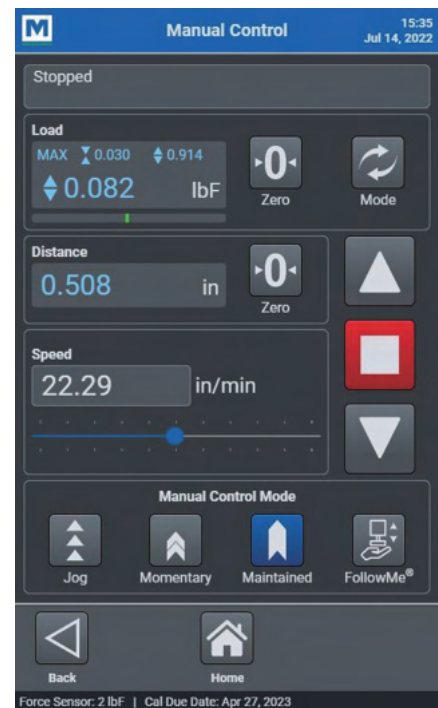 M
Manual Control
15:35
Jul 14, 2022
Stopped
Load
MAX 0.030 0.914
0.082 lbF
0
Zero
Mode
Distance
0.508 in
0
Zero
Speed
22.29 in/min
Manual Control Mode
Jog Momentary Maintained FollowMe®
Back Home
Force Sensor: 2 lbF | Cal Due Date: Apr 27, 2023